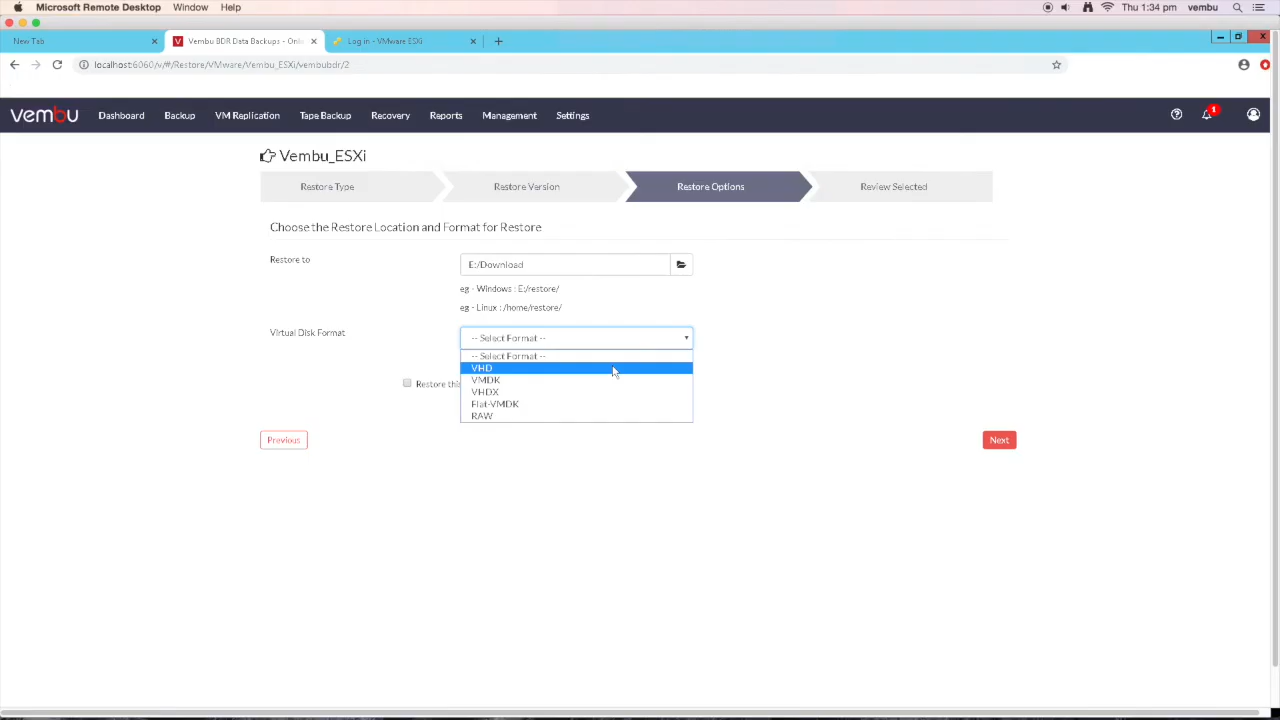 Microsoft Remote Desktop Window Help Thu 1:34 pm vembu
New Tab Vembu BDR Data Backups - Onli Log in - VMware ESXi
localhost:6060/v/#/Restore/VMware/Vembu_ESXi/vembubdr/2
vembu Dashboard Backup VM Replication Tape Backup Recovery Reports Management Settings 1
Vembu_ESXi
Restore Type Restore Version Restore Options Review Selected
Choose the Restore Location and Format for Restore
Restore to E:/Download
eg - Windows : E:/restore/
eg - Linux : /home/restore/
Virtual Disk Format -- Select Format --
-- Select Format --
VHD
VMDK
Restore this
VHDX
Flat-VMDK
RAW
Previous Next